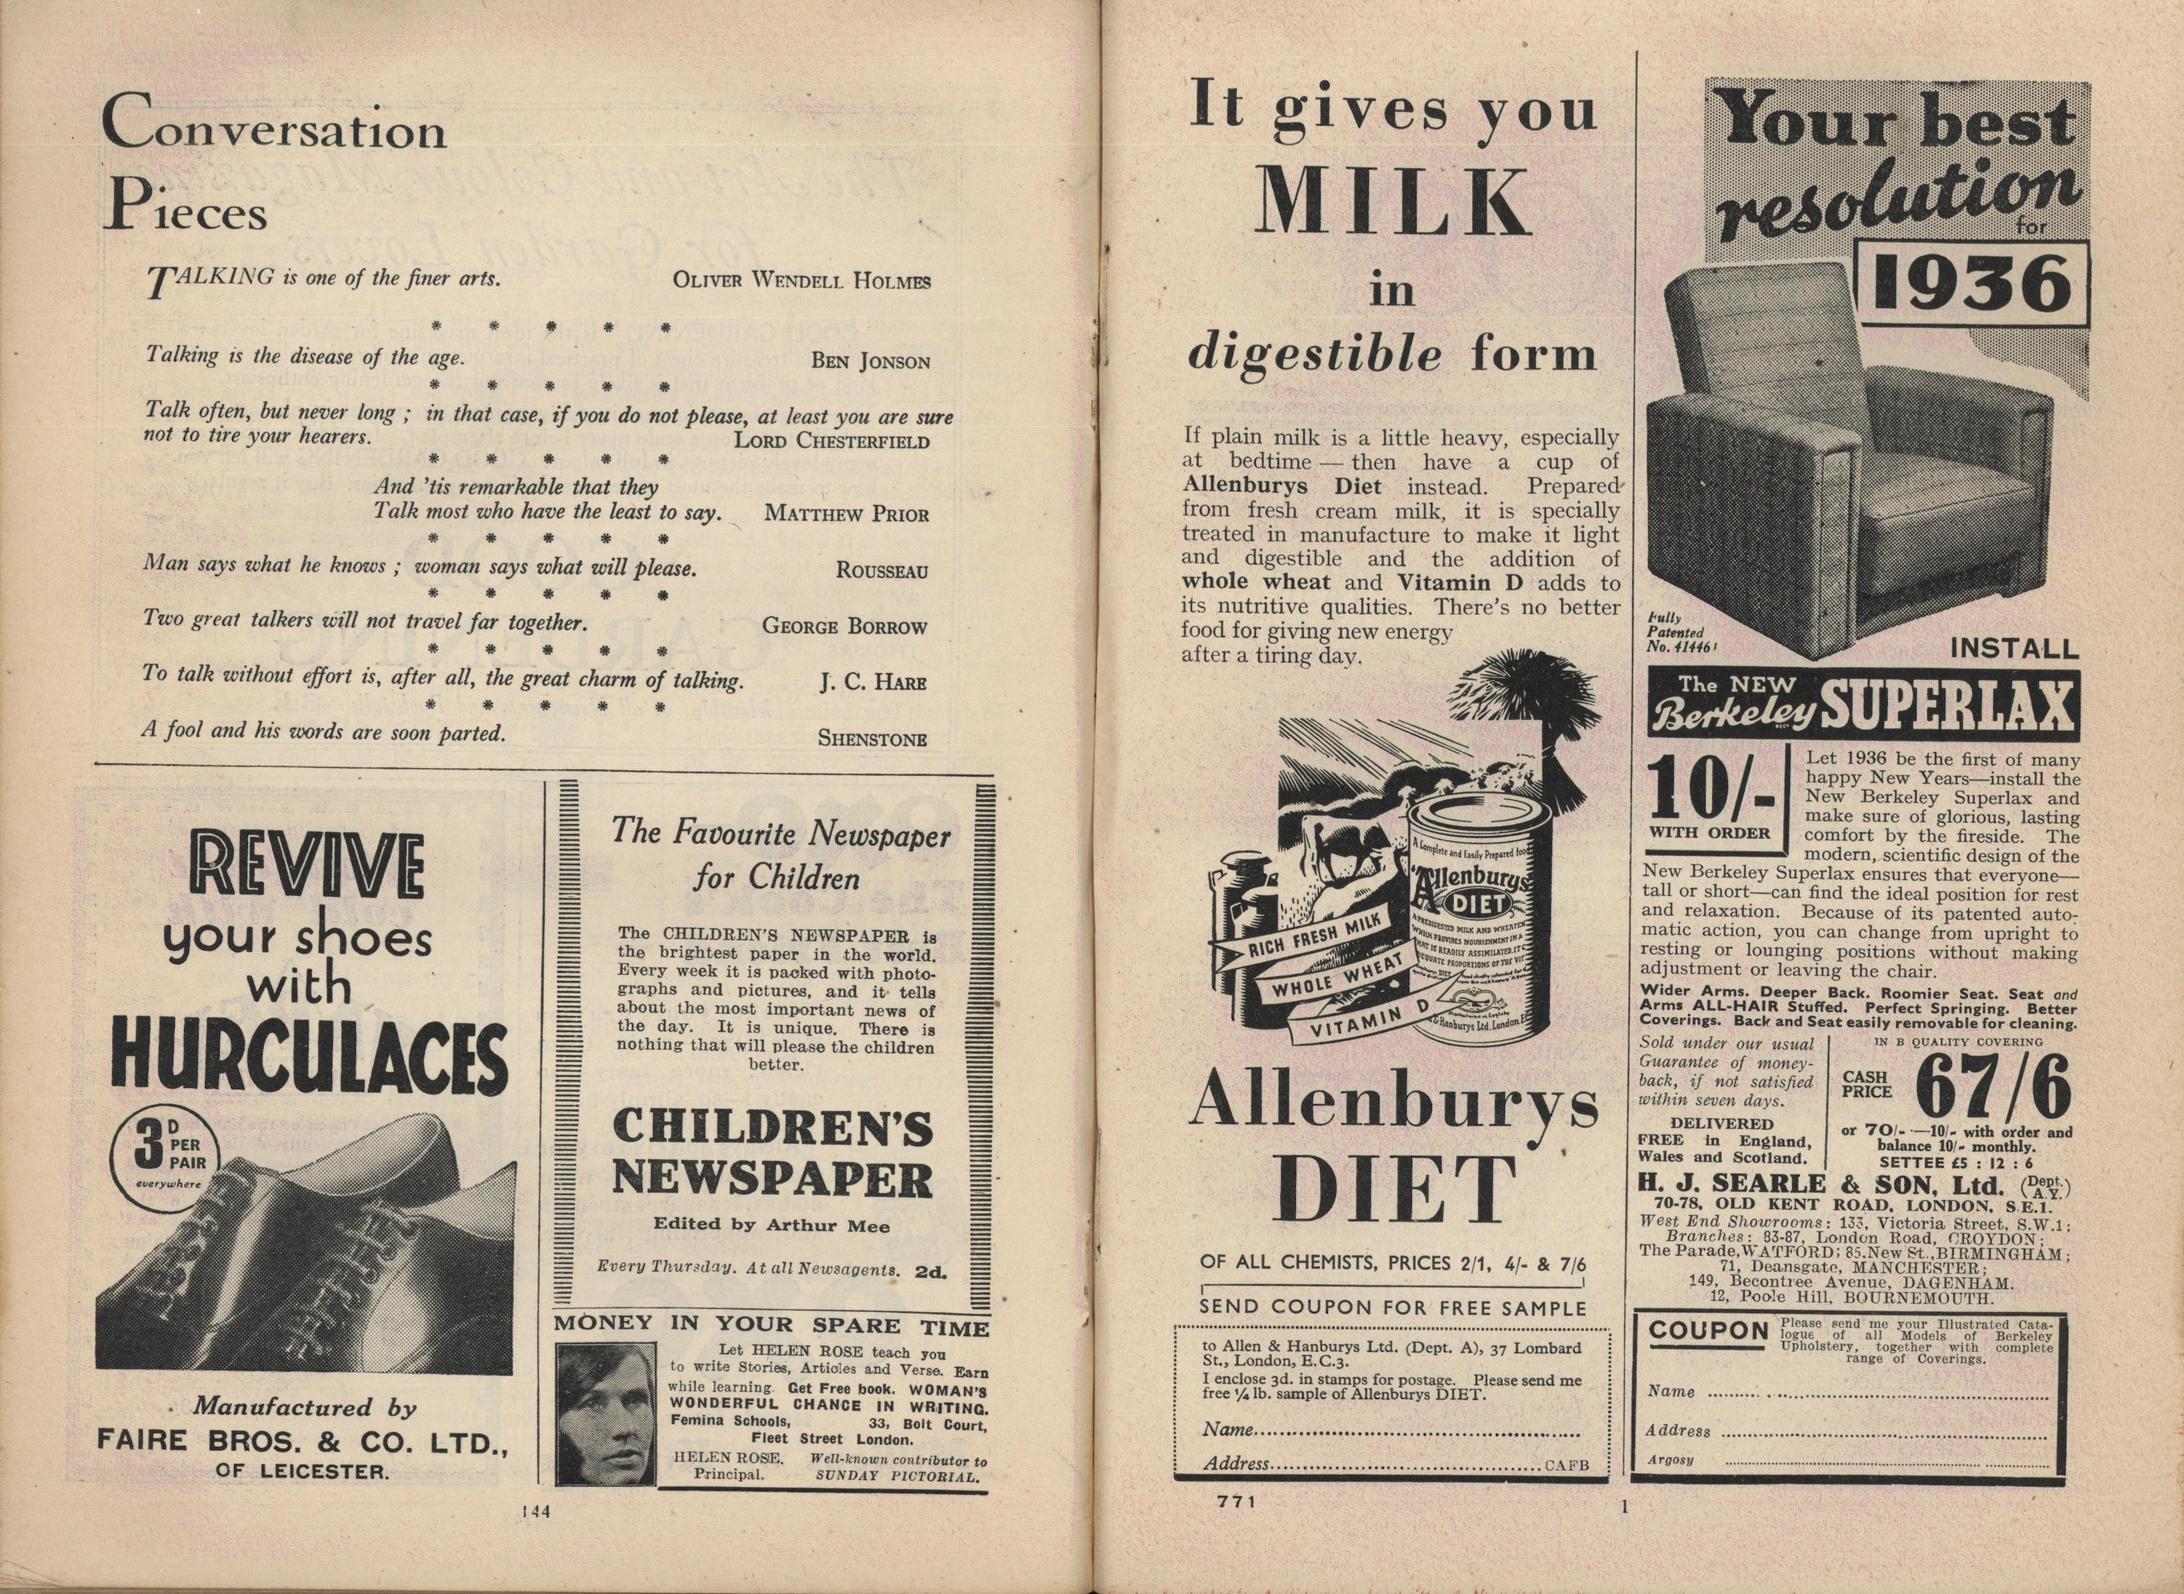 Conversation
Pieces
TALKING is one of the finer arts. OLIVER WENDELL HOLMES
* * * * *
Talking is the disease of the age. BEN JONSON
* * * * *
Talk often, but never long ; in that case, if you do not please, at least you are sure
not to tire your hearers. LORD CHESTERFIELD
* * * * *
And 'tis remarkable that they
Talk most who have the least to say. MATTHEW PRIOR
* * * * *
Man says what he knows ; woman says what will please. ROUSSEAU
* * * * *
Two great talkers will not travel far together. GEORGE BORROW
* * * * *
To talk without effort is, after all, the great charm of talking. J. C. HARE
* * * * *
A fool and his words are soon parted. SHENSTONE
REVIVE
your shoes
with
HURCULACES
3D
PER
PAIR
everywhere
Manufactured by
FAIRE BROS. & CO. LTD.,
OF LEICESTER.
The Favourite Newspaper
for Children
The CHILDREN'S NEWSPAPER is
the brightest paper in the world.
Every week it is packed with photo-
graphs and pictures, and it tells
about the most important news of
the day. It is unique. There is
nothing that will please the children
better.
CHILDREN'S
NEWSPAPER
Edited by Arthur Mee
Every Thursday. At all Newsagents. 2d.
MONEY IN YOUR SPARE TIME
Let HELEN ROSE teach you
to write Stories, Articles and Verse. Earn
while learning. Get Free book. WOMAN'S
WONDERFUL CHANCE IN WRITING.
Femina Schools, 33, Bolt Court,
Fleet Street London.
HELEN ROSE, Well-known contributor to
Principal. SUNDAY PICTORIAL.
144
It gives you
MILK
in
digestible form
If plain milk is a little heavy, especially
at bedtime — then have a cup of
Allenburys Diet instead. Prepared
from fresh cream milk, it is specially
treated in manufacture to make it light
and digestible and the addition of
whole wheat and Vitamin D adds to
its nutritive qualities. There's no better
food for giving new energy
after a tiring day.
A Complete and Easily Prepared food
Allenburys
DIET
RICH FRESH MILK
WHOLE WHEAT
VITAMIN D
& Hanburys Ltd. London
Allenburys
DIET
OF ALL CHEMISTS, PRICES 2/1, 4/- & 7/6
SEND COUPON FOR FREE SAMPLE
to Allen & Hanburys Ltd. (Dept. A), 37 Lombard
St., London, E.C.3.
I enclose 3d. in stamps for postage. Please send me
free ¼ lb. sample of Allenburys DIET.
Name
Address CAFB
771
Your best
resolution
for
1936
Fully
Patented
No. 414461
INSTALL
The NEW
Berkeley SUPERLAX
10/-
WITH ORDER
Let 1936 be the first of many
happy New Years—install the
New Berkeley Superlax and
make sure of glorious, lasting
comfort by the fireside. The
modern, scientific design of the
New Berkeley Superlax ensures that everyone—
tall or short—can find the ideal position for rest
and relaxation. Because of its patented auto-
matic action, you can change from upright to
resting or lounging positions without making
adjustment or leaving the chair.
Wider Arms. Deeper Back. Roomier Seat. Seat and
Arms ALL-HAIR Stuffed. Perfect Springing. Better
Coverings. Back and Seat easily removable for cleaning.
Sold under our usual
Guarantee of money-
back, if not satisfied
within seven days.
DELIVERED
FREE in England,
Wales and Scotland.
IN B QUALITY COVERING
CASH
PRICE 67/6
or 70/- —10/- with order and
balance 10/- monthly.
SETTEE £5 : 12 : 6
H. J. SEARLE & SON, Ltd. (Dept. A.Y.)
70-78, OLD KENT ROAD, LONDON, S.E.1.
West End Showrooms: 133, Victoria Street, S.W.1;
Branches: 83-87, London Road, CROYDON;
The Parade, WATFORD; 85, New St., BIRMINGHAM;
71, Deansgate, MANCHESTER;
149, Becontree Avenue, DAGENHAM.
12, Poole Hill, BOURNEMOUTH.
COUPON
Please send me your Illustrated Cata-
logue of all Models of Berkeley
Upholstery, together with complete
range of Coverings.
Name
Address
Argosy
1